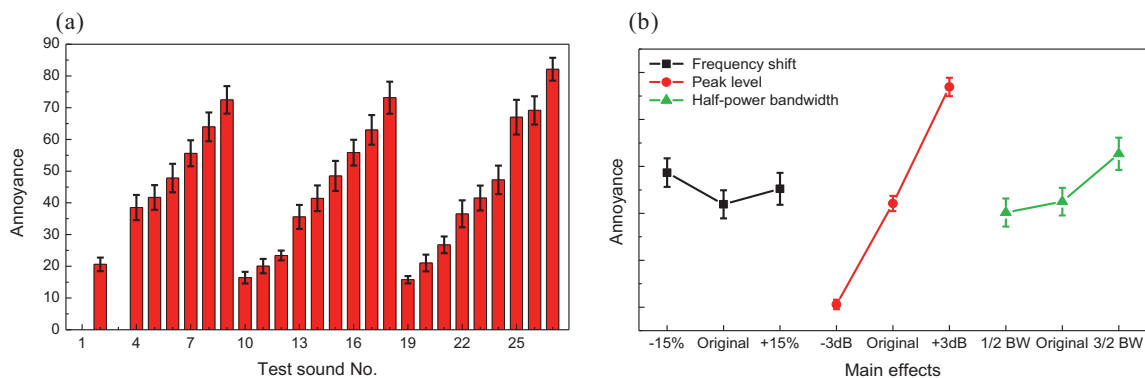 (a)
90
80
70
60
50
40
30
20
10
0
Annoyance
1 4 7 10 13 16 19 22 25
Test sound No.
(b)
Frequency shift
Peak level
Half-power bandwidth
Annoyance
-15% Original +15% -3dB Original +3dB 1/2 BW Original 3/2 BW
Main effects